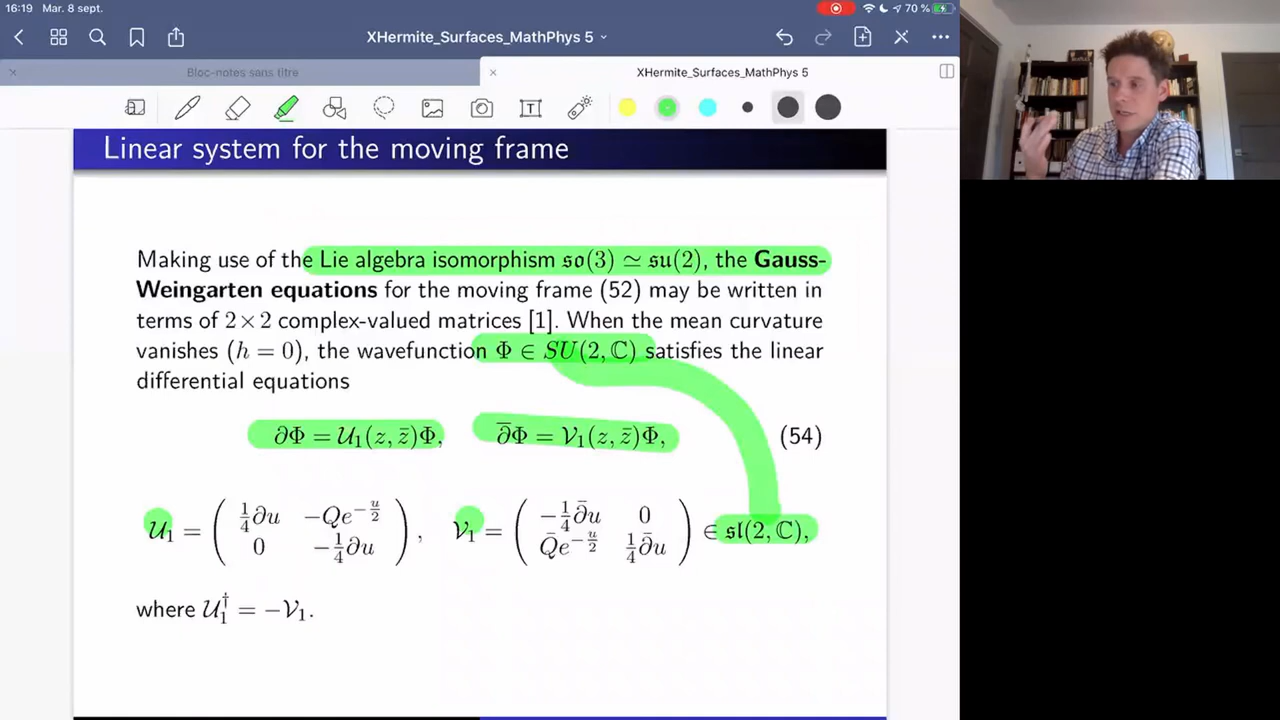 16:19 Mar. 8 sept. 70 %
XHermite_Surfaces_MathPhys 5
Bloc-notes sans titre XHermite_Surfaces_MathPhys 5
Linear system for the moving frame
Making use of the Lie algebra isomorphism 𝔰𝔬(3) ≃ 𝔰𝔲(2), the Gauss-
Weingarten equations for the moving frame (52) may be written in
terms of 2 × 2 complex-valued matrices [1]. When the mean curvature
vanishes (h = 0), the wavefunction Φ ∈ SU(2, ℂ) satisfies the linear
differential equations
∂Φ = 𝒰₁(z, z̄)Φ, ∂̄Φ = 𝒱₁(z, z̄)Φ, (54)
𝒰₁ = ( ¼∂u −Qe^{−u/2} ; 0 −¼∂u ), 𝒱₁ = ( −¼∂̄u 0 ; Q̄e^{−u/2} ¼∂̄u ) ∈ 𝔰𝔩(2, ℂ),
where 𝒰₁† = −𝒱₁.